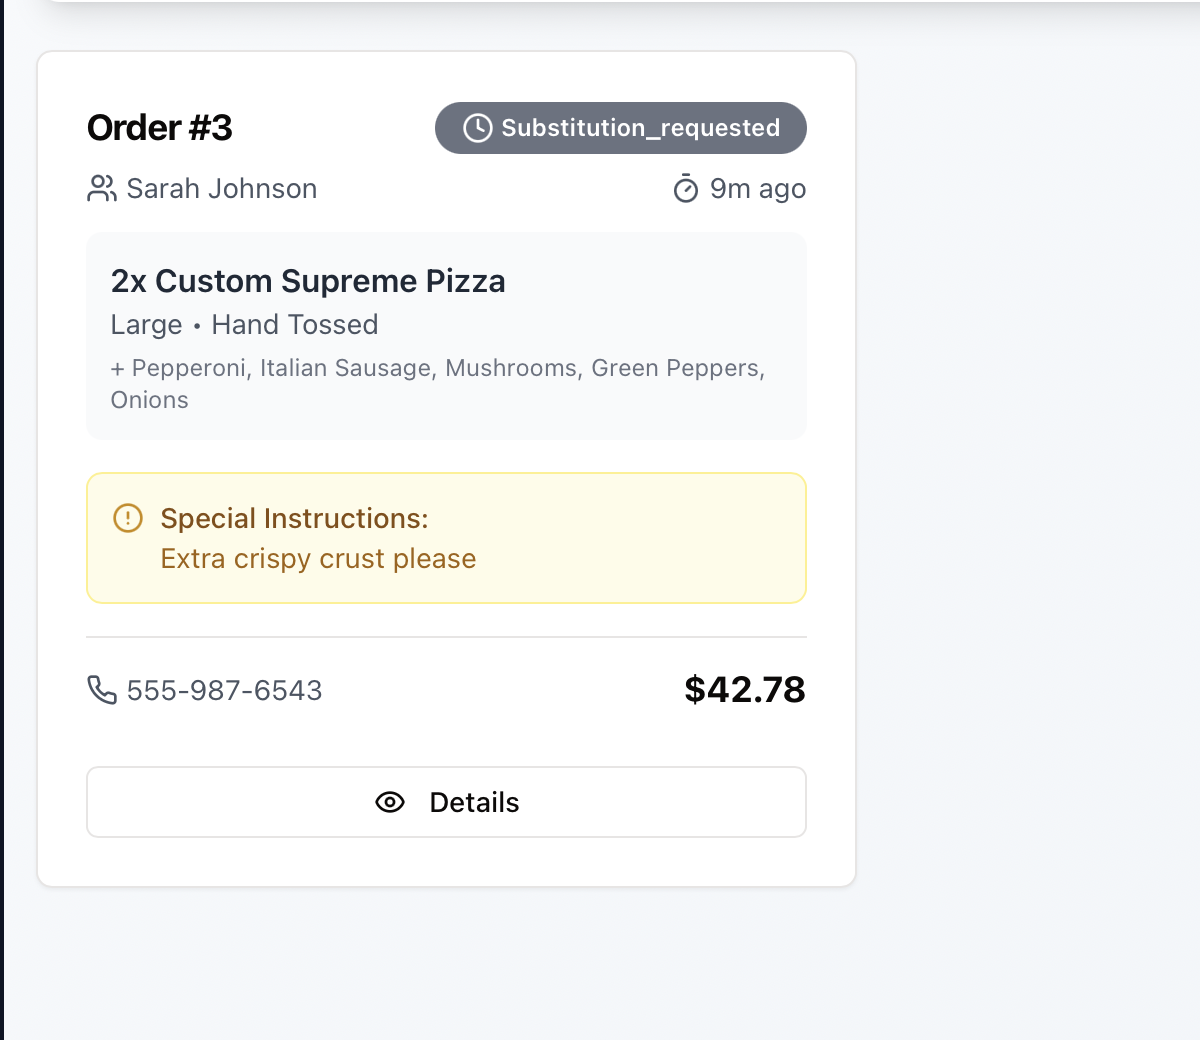 Order #3
Substitution_requested
Sarah Johnson
9m ago
2x Custom Supreme Pizza
Large • Hand Tossed
+ Pepperoni, Italian Sausage, Mushrooms, Green Peppers,
Onions
Special Instructions:
Extra crispy crust please
555-987-6543
$42.78
Details